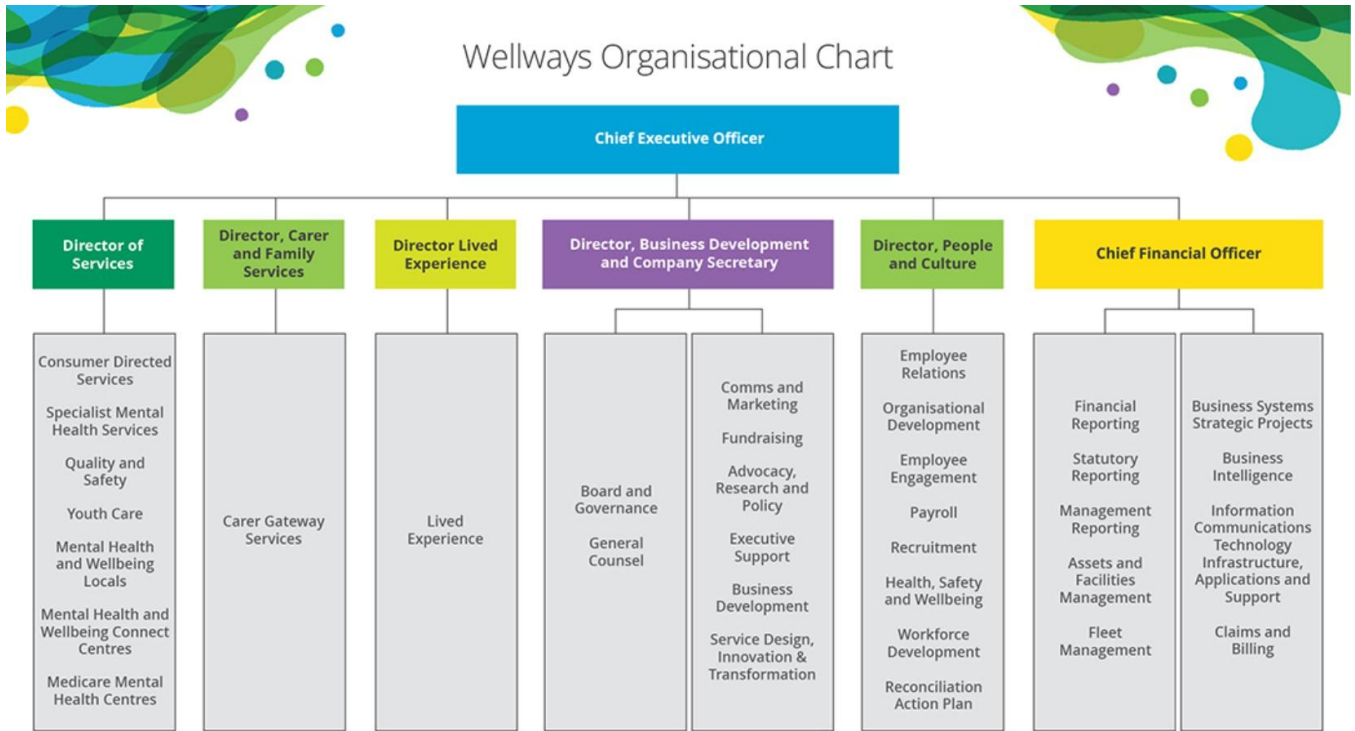 Wellways Organisational Chart
Chief Executive Officer
Director of
Services
Director, Carer
and Family
Services
Director Lived
Experience
Director, Business Development
and Company Secretary
Director, People
and Culture
Chief Financial Officer
Consumer Directed
Services
Specialist Mental
Health Services
Quality and
Safety
Youth Care
Mental Health
and Wellbeing
Locals
Mental Health and
Wellbeing Connect
Centres
Medicare Mental
Health Centres
Carer Gateway
Services
Lived
Experience
Board and
Governance
General
Counsel
Comms and
Marketing
Fundraising
Advocacy,
Research and
Policy
Executive
Support
Business
Development
Service Design,
Innovation &
Transformation
Employee
Relations
Organisational
Development
Employee
Engagement
Payroll
Recruitment
Health, Safety
and Wellbeing
Workforce
Development
Reconciliation
Action Plan
Financial
Reporting
Statutory
Reporting
Management
Reporting
Assets and
Facilities
Management
Fleet
Management
Business Systems
Strategic Projects
Business
Intelligence
Information
Communications
Technology
Infrastructure,
Applications and
Support
Claims and
Billing